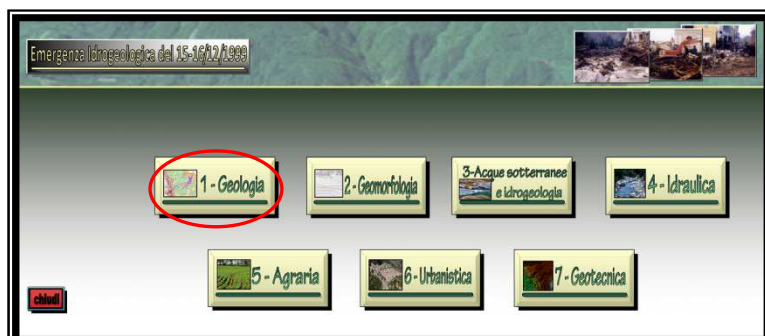 Emergenza Idrogeologica del 15-16/12/1999
1 - Geologia
2 - Geomorfologia
3-Acque sotterranee
e idrogeologia
4 - Idraulica
5 - Agraria
6 - Urbanistica
7 - Geotecnica
chiudi